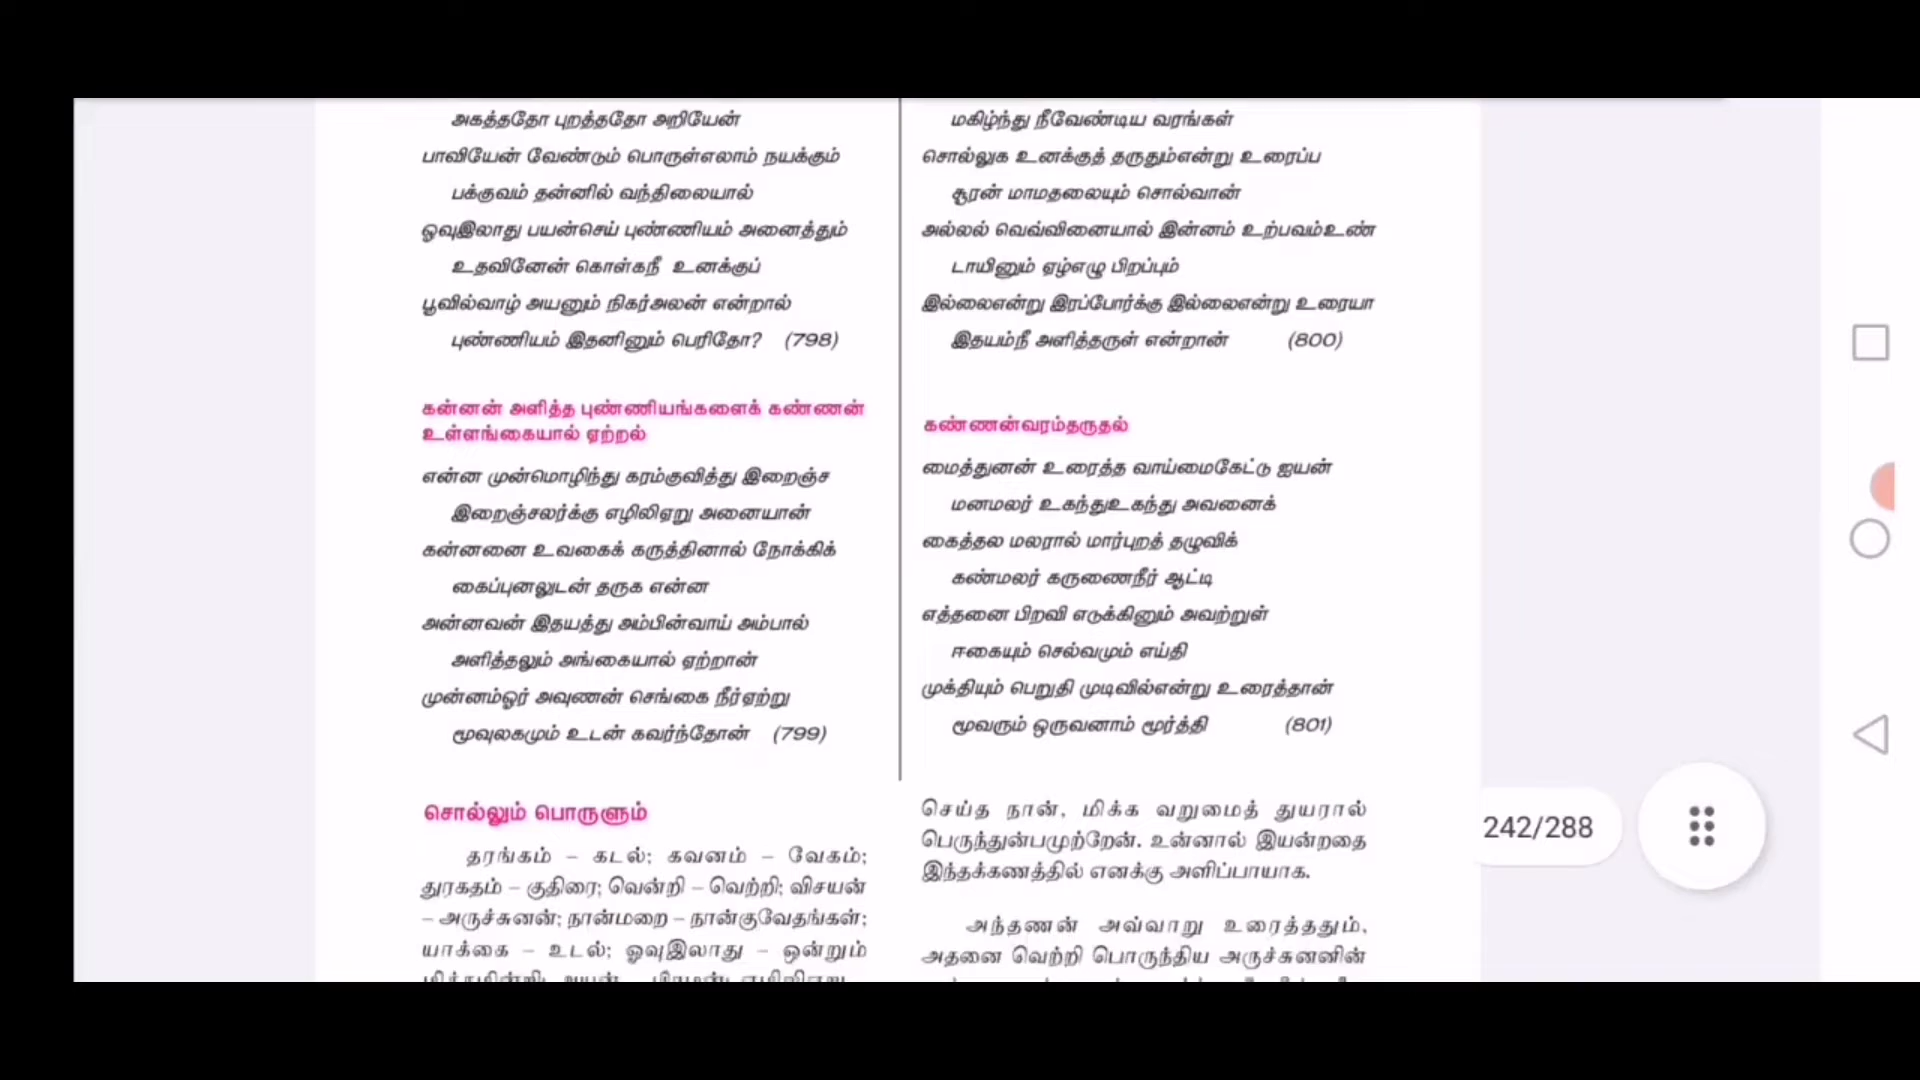 அகத்ததோ புறத்ததோ அறியேன்
பாவியேன் வேண்டும் பொருள்எலாம் நயக்கும்
பக்குவம் தன்னில் வந்திலையால்
ஓவுஇலாது பயன்செய் புண்ணியம் அனைத்தும்
உதவினேன் கொள்கநீ உனக்குப்
பூவில்வாழ் அயனும் நிகர்அலன் என்றால்
புண்ணியம் இதனினும் பெரிதோ? (798)
கன்னன் அளித்த புண்ணியங்களைக் கண்ணன்
உள்ளங்கையால் ஏற்றல்
என்ன முன்மொழிந்து கரம்குவித்து இறைஞ்ச
இறைஞ்சலர்க்கு எழிலிஏறு அனையான்
கன்னனை உவகைக் கருத்தினால் நோக்கிக்
கைப்புனலுடன் தருக என்ன
அன்னவன் இதயத்து அம்பின்வாய் அம்பால்
அளித்தலும் அங்கையால் ஏற்றான்
முன்னம்ஓர் அவுணன் செங்கை நீர்ஏற்று
மூவுலகமும் உடன் கவர்ந்தோன் (799)
சொல்லும் பொருளும்
தரங்கம் – கடல்; கவனம் – வேகம்;
துரகதம் – குதிரை; வென்றி – வெற்றி; விசயன்
– அருச்சுனன்; நான்மறை – நான்குவேதங்கள்;
யாக்கை – உடல்; ஓவுஇலாது – ஒன்றும்
மகிழ்ந்து நீவேண்டிய வரங்கள்
சொல்லுக உனக்குத் தருதும்என்று உரைப்ப
சூரன் மாமதலையும் சொல்வான்
அல்லல் வெவ்வினையால் இன்னம் உற்பவம்உண்
டாயினும் ஏழ்எழு பிறப்பும்
இல்லைஎன்று இரப்போர்க்கு இல்லைஎன்று உரையா
இதயம்நீ அளித்தருள் என்றான் (800)
கண்ணன்வரம்தருதல்
மைத்துனன் உரைத்த வாய்மைகேட்டு ஐயன்
மனமலர் உகந்துஉகந்து அவனைக்
கைத்தல மலரால் மார்புறத் தழுவிக்
கண்மலர் கருணைநீர் ஆட்டி
எத்தனை பிறவி எடுக்கினும் அவற்றுள்
ஈகையும் செல்வமும் எய்தி
முக்தியும் பெறுதி முடிவில்என்று உரைத்தான்
மூவரும் ஒருவனாம் மூர்த்தி (801)
செய்த நான், மிக்க வறுமைத் துயரால்
பெருந்துன்பமுற்றேன். உன்னால் இயன்றதை
இந்தக்கணத்தில் எனக்கு அளிப்பாயாக.
அந்தணன் அவ்வாறு உரைத்ததும்,
அதனை வெற்றி பொருந்திய அருச்சுனனின்
242/288